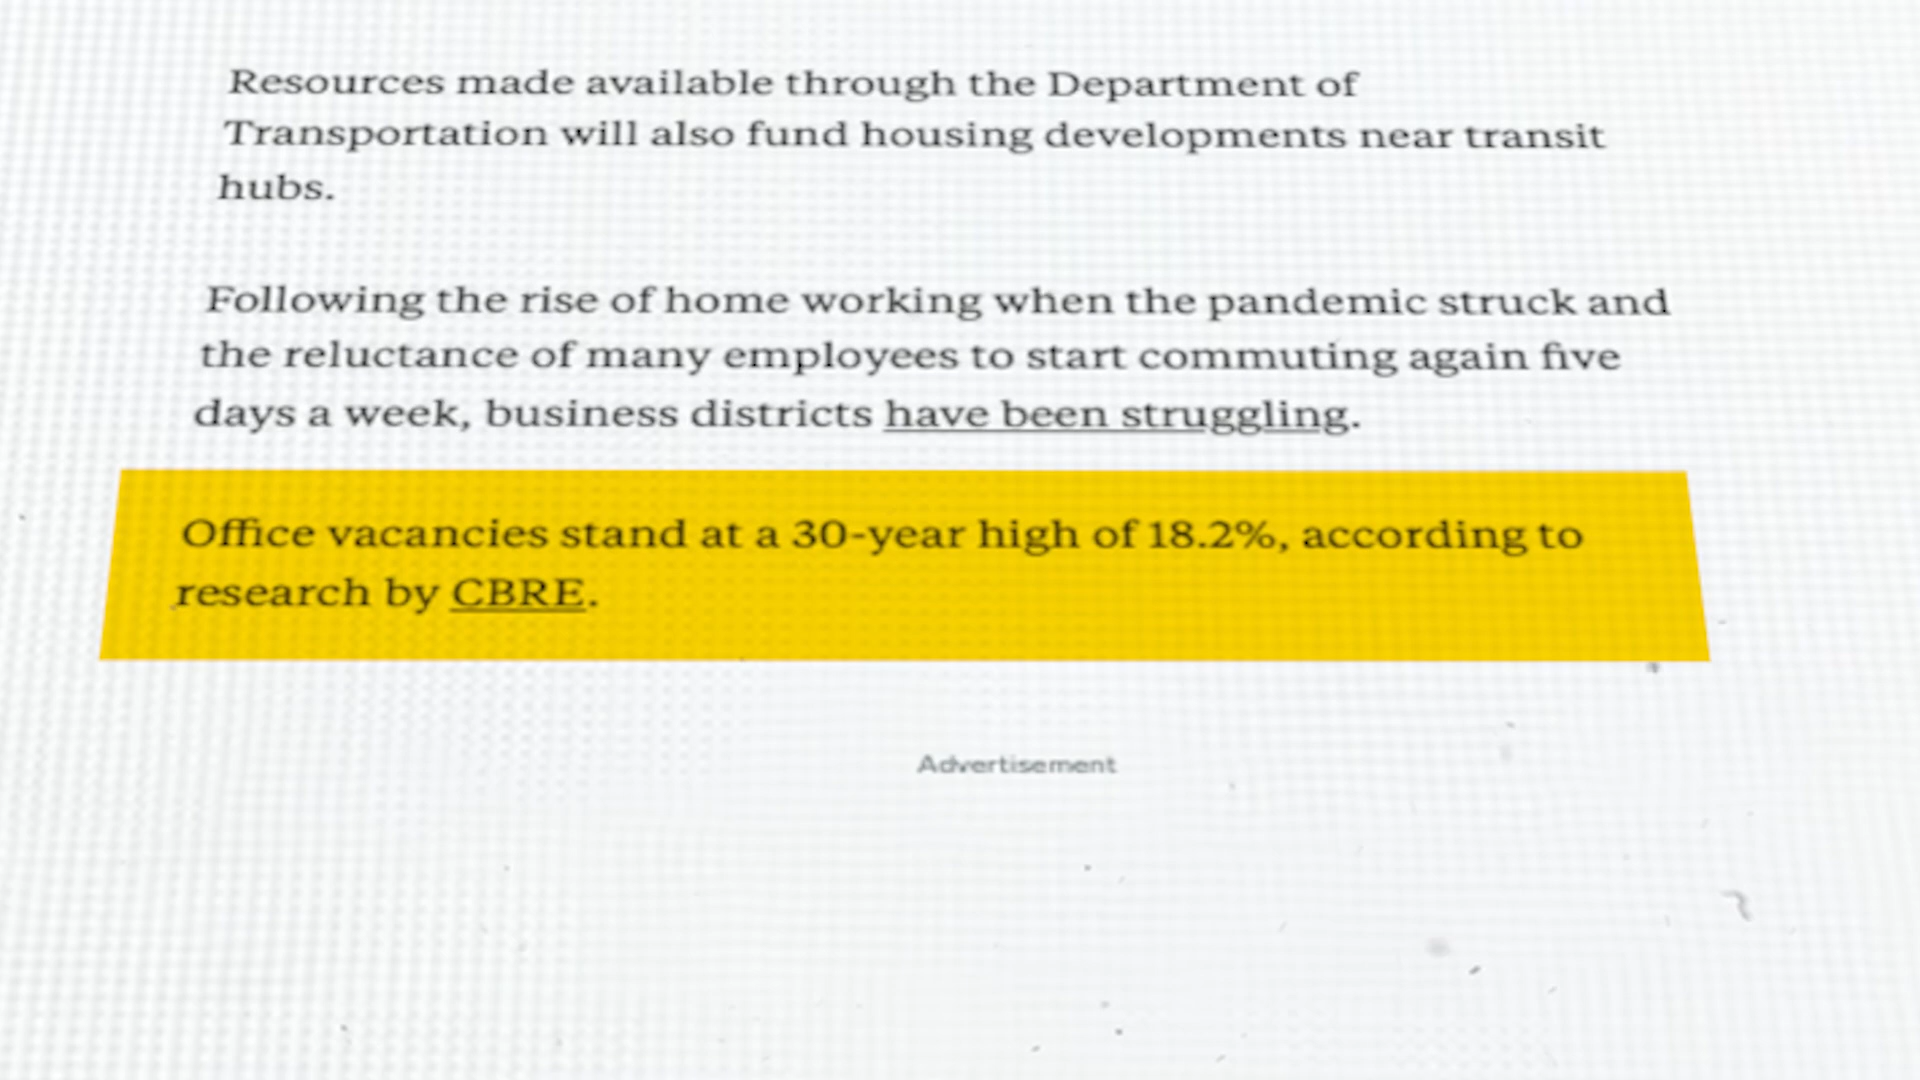 Resources made available through the Department of
Transportation will also fund housing developments near transit
hubs.
Following the rise of home working when the pandemic struck and
the reluctance of many employees to start commuting again five
days a week, business districts have been struggling.
Office vacancies stand at a 30-year high of 18.2%, according to
research by CBRE.
Advertisement